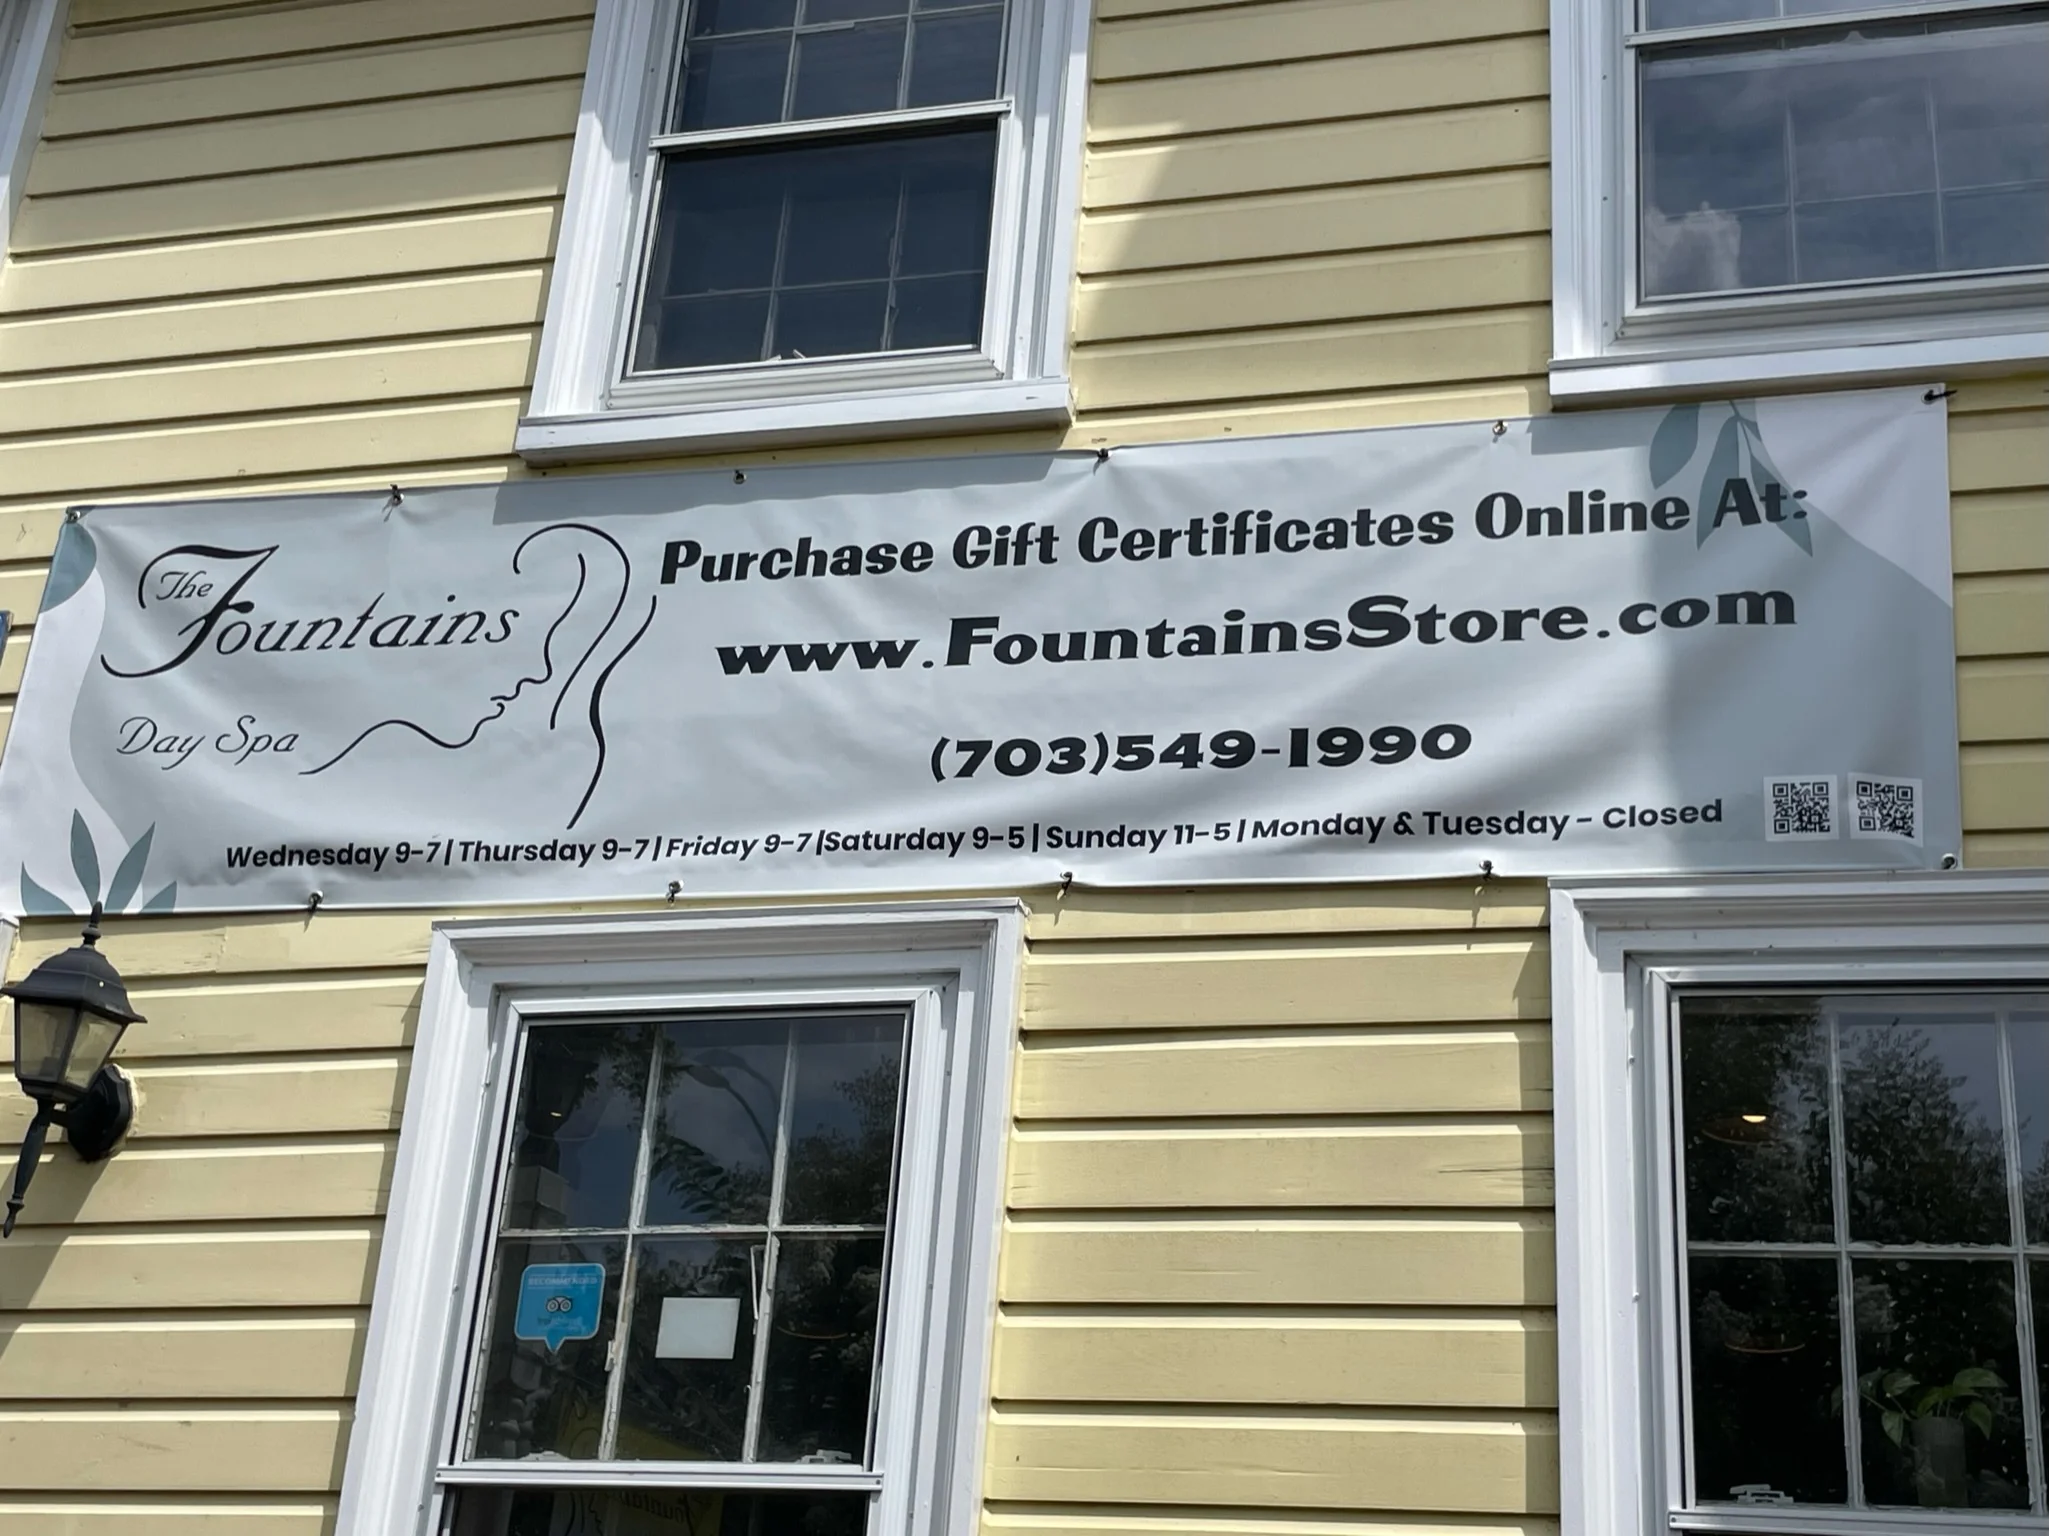 The Fountains
Day Spa
Purchase Gift Certificates Online At:
www.FountainsStore.com
(703)549-1990
Wednesday 9-7|Thursday 9-7|Friday 9-7|Saturday 9-5|Sunday 11-5|Monday & Tuesday - Closed
RECOMMENDED